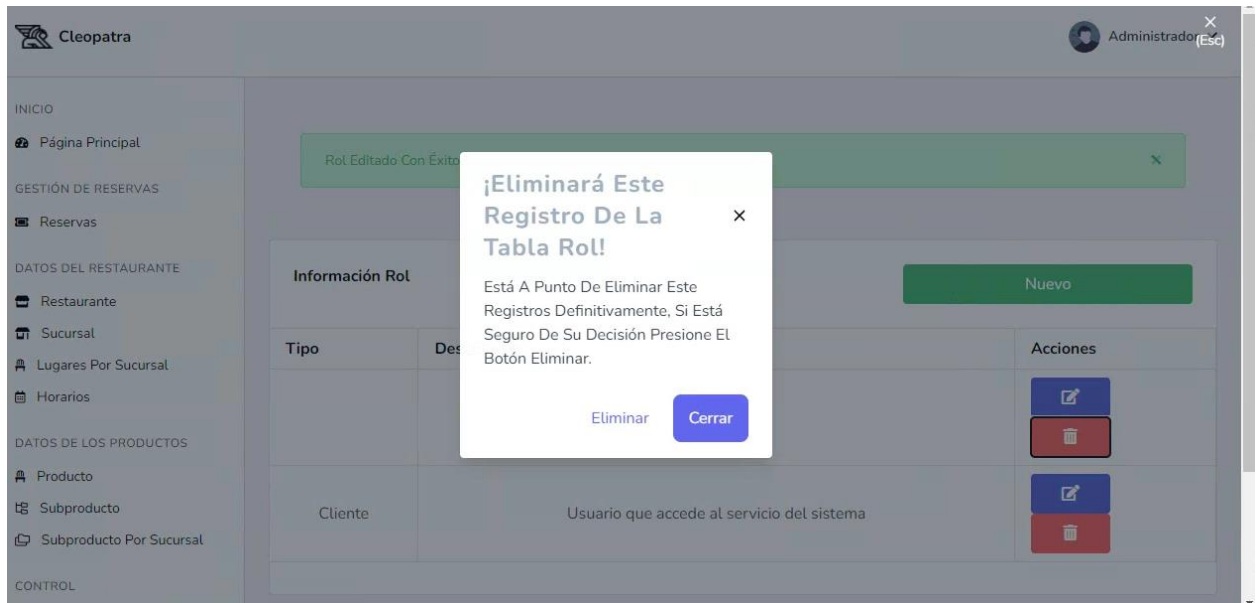 Cleopatra
Administrador
(Esc)
INICIO
Página Principal
GESTIÓN DE RESERVAS
Reservas
DATOS DEL RESTAURANTE
Restaurante
Sucursal
Lugares Por Sucursal
Horarios
DATOS DE LOS PRODUCTOS
Producto
Subproducto
Subproducto Por Sucursal
CONTROL
Rol Editado Con Éxito
¡Eliminará Este
Registro De La
Tabla Rol!
Está A Punto De Eliminar Este
Registros Definitivamente, Si Está
Seguro De Su Decisión Presione El
Botón Eliminar.
Eliminar
Cerrar
Información Rol
Nuevo
Tipo
Des
Acciones
Cliente
Usuario que accede al servicio del sistema